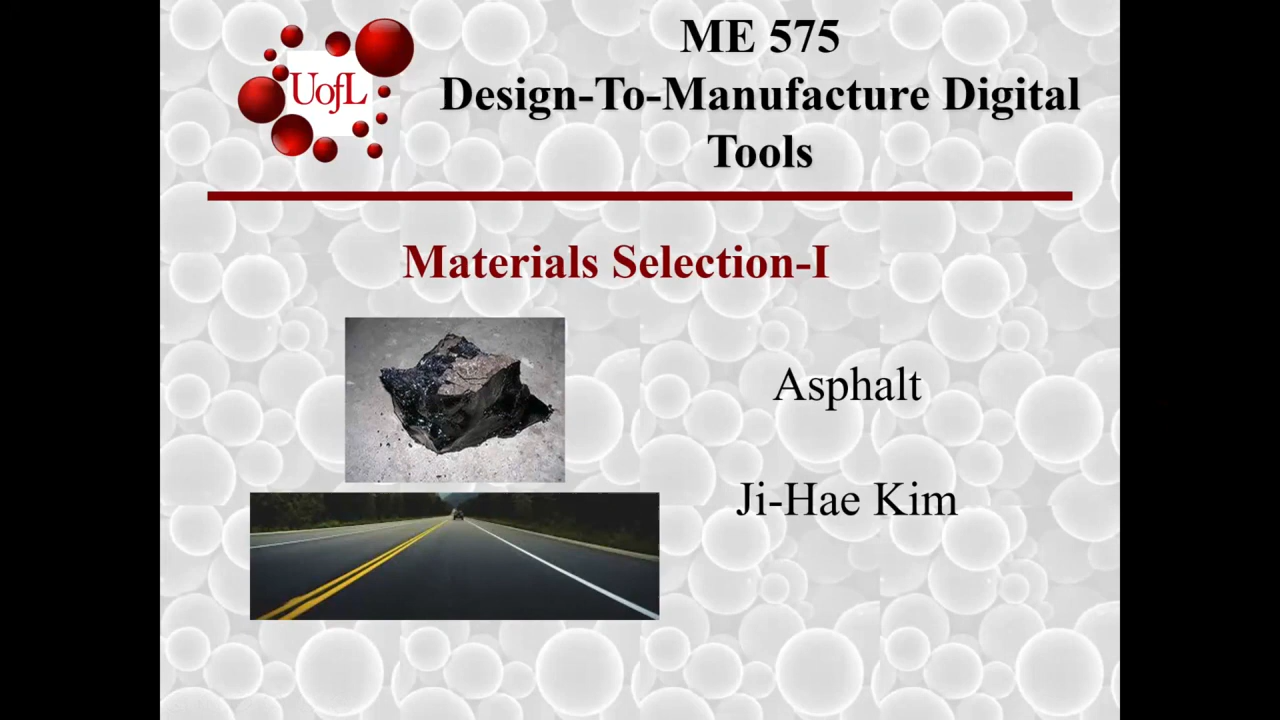 UofL
ME 575
Design-To-Manufacture Digital
Tools
Materials Selection-I
Asphalt
Ji-Hae Kim